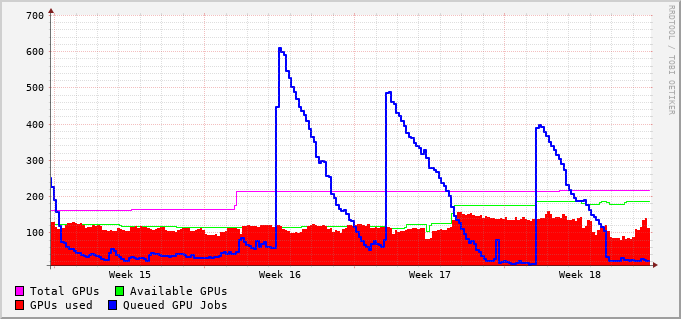 700
600
500
400
300
200
100
Week 15 Week 16 Week 17 Week 18
Total GPUs Available GPUs
GPUs used Queued GPU Jobs
RRDTOOL / TOBI OETIKER